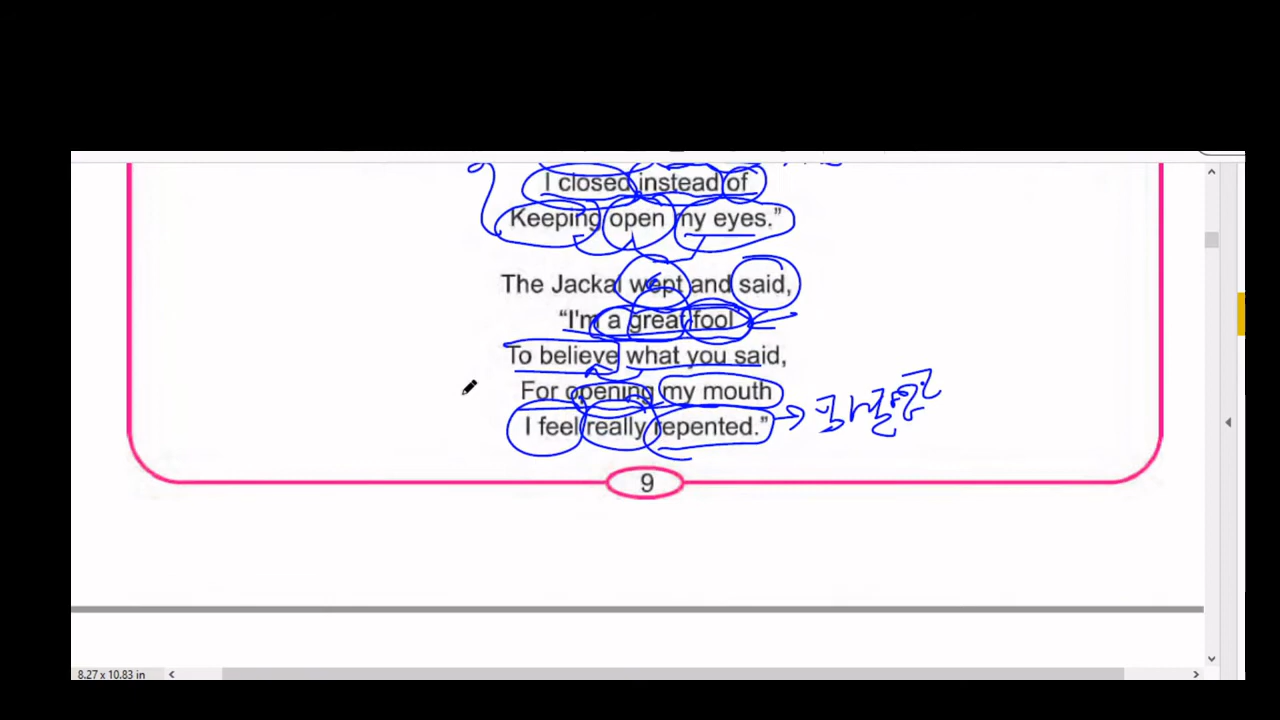 I closed instead of
Keeping open my eyes.”
The Jackal wept and said,
“I'm a great fool
To believe what you said,
For opening my mouth
I feel really repented.”
9
8.27 x 10.83 in